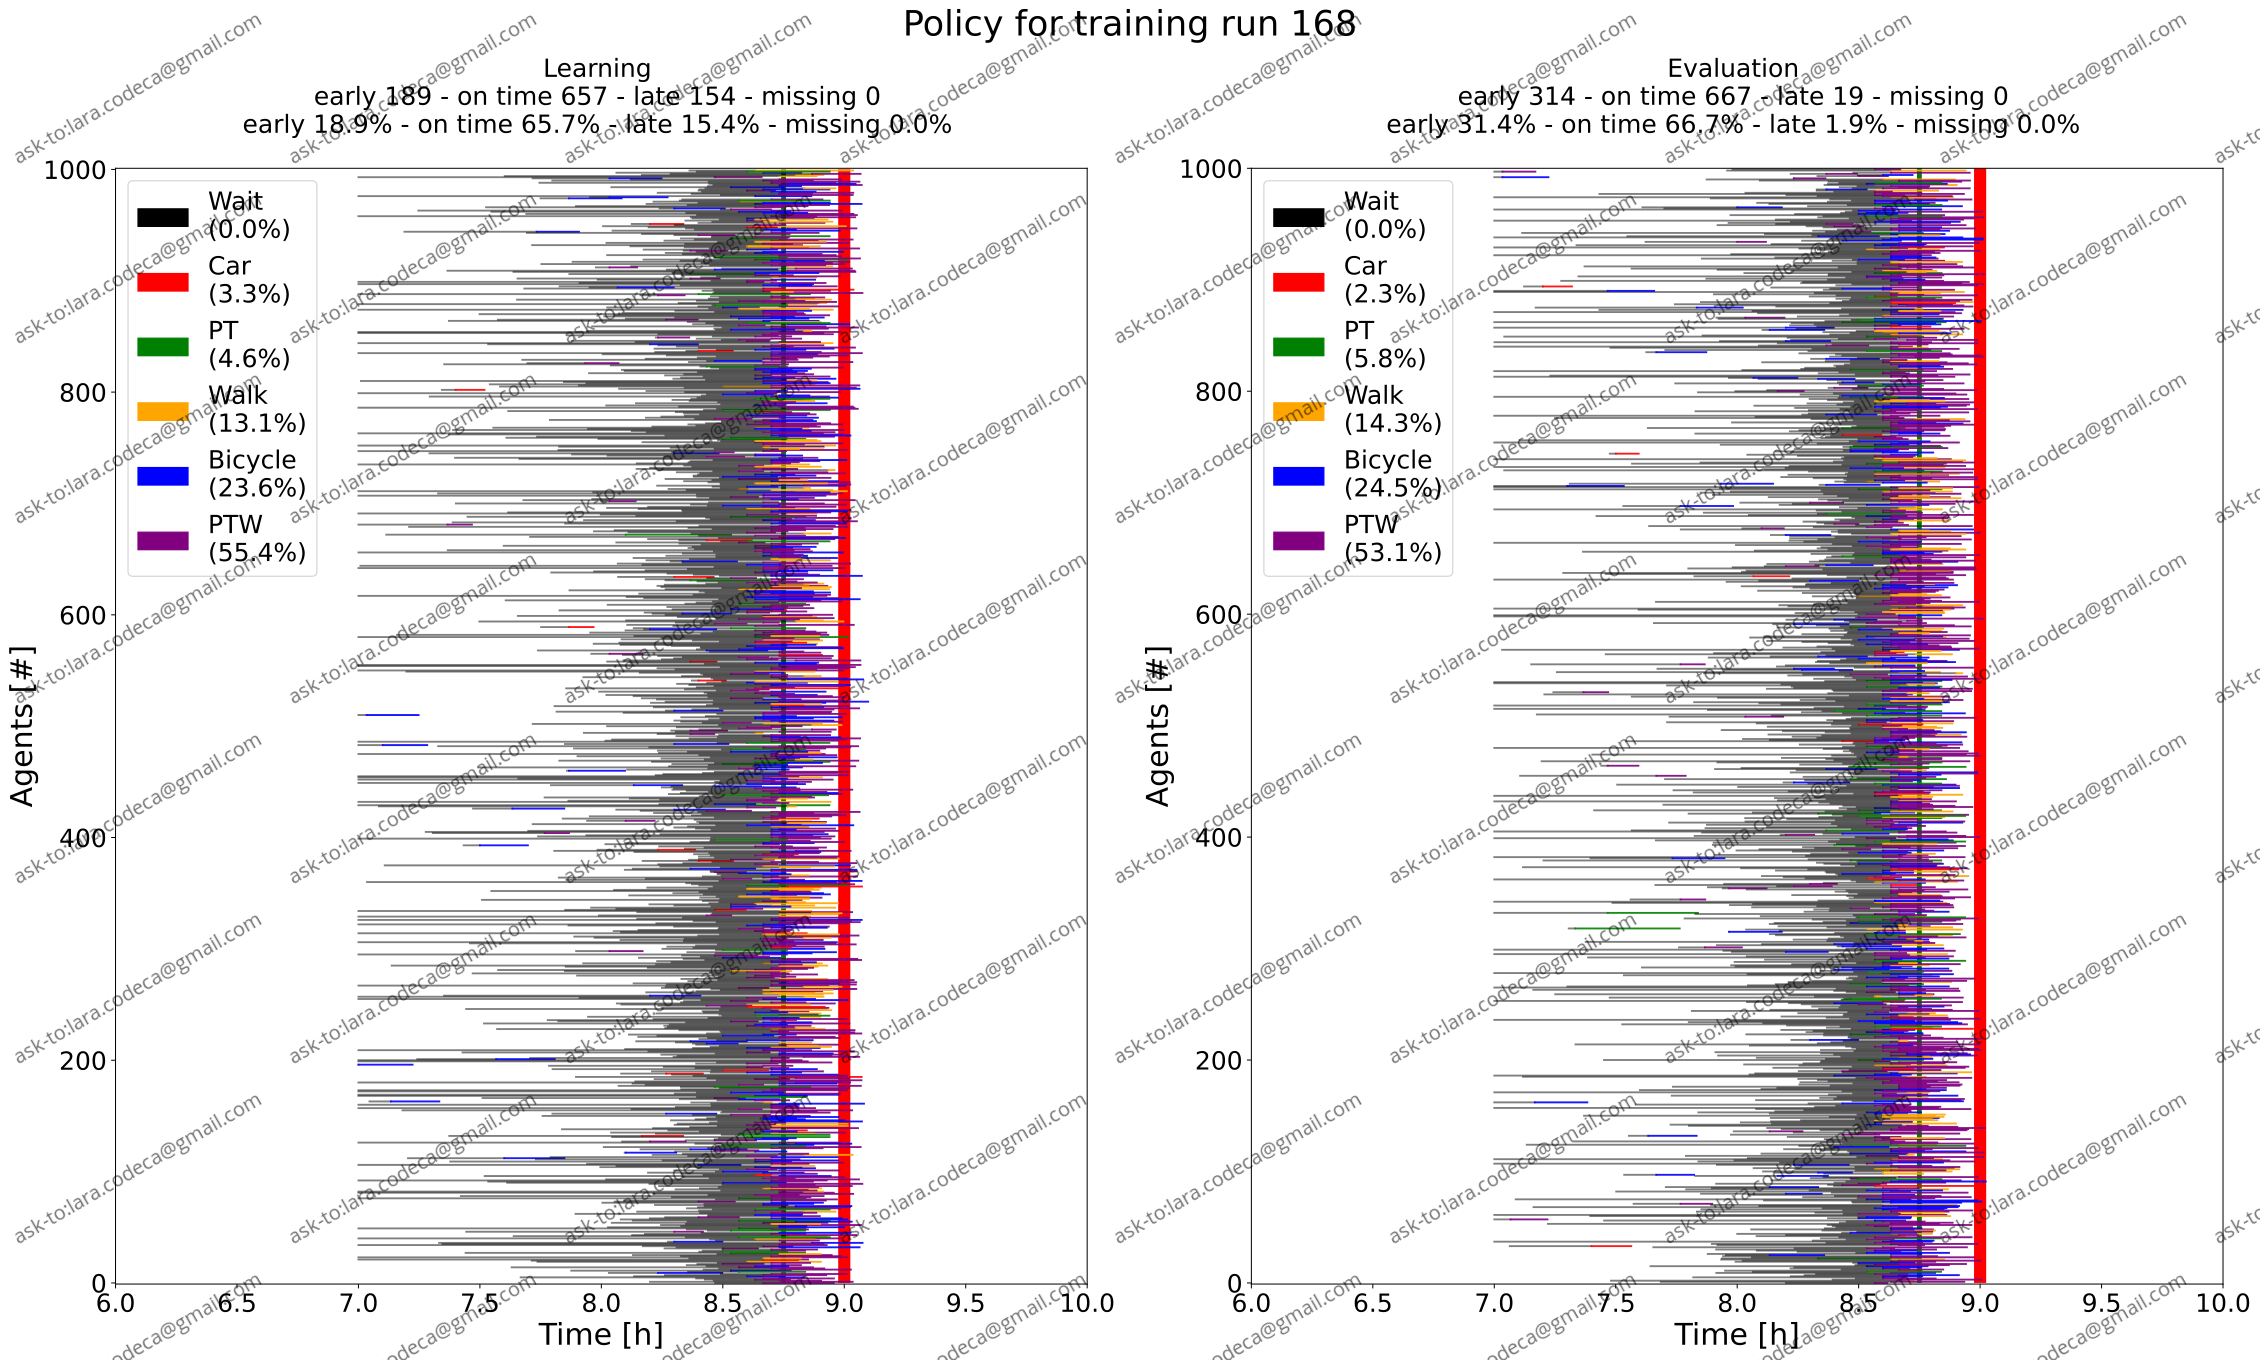 Policy for training run 168
Learning
early 189 - on time 657 - late 154 - missing 0
early 18.9% - on time 65.7% - late 15.4% - missing 0.0%
Evaluation
early 314 - on time 667 - late 19 - missing 0
early 31.4% - on time 66.7% - late 1.9% - missing 0.0%
Agents [#]
1000
800
600
400
200
0
Wait
(0.0%)
Car
(3.3%)
PT
(4.6%)
Walk
(13.1%)
Bicycle
(23.6%)
PTW
(55.4%)
6.0 6.5 7.0 7.5 8.0 8.5 9.0 9.5 10.0
Time [h]
Agents [#]
1000
800
600
400
200
0
Wait
(0.0%)
Car
(2.3%)
PT
(5.8%)
Walk
(14.3%)
Bicycle
(24.5%)
PTW
(53.1%)
6.0 6.5 7.0 7.5 8.0 8.5 9.0 9.5 10.0
Time [h]
ask-to:lara.codeca@gmail.com